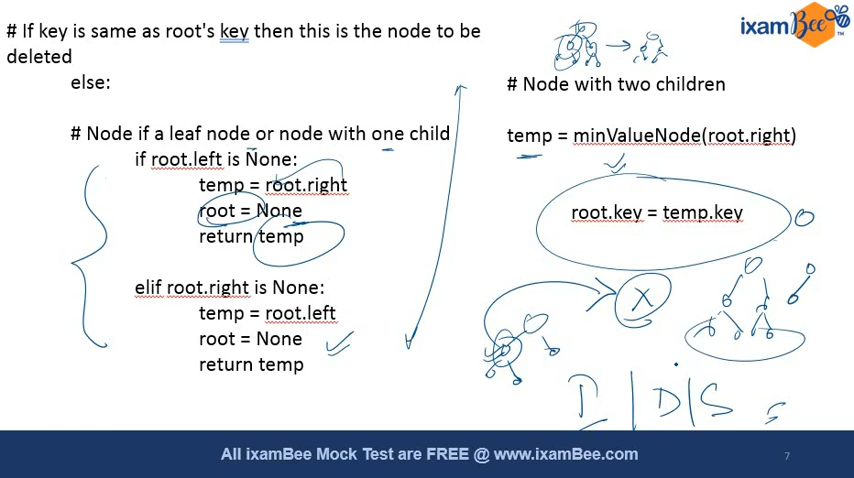 # If key is same as root's key then this is the node to be
deleted
else:
# Node if a leaf node or node with one child
if root.left is None:
temp = root.right
root = None
return temp
elif root.right is None:
temp = root.left
root = None
return temp
ixamBee
TM
# Node with two children
temp = minValueNode(root.right)
root.key = temp.key
X
I | D | S
All ixamBee Mock Test are FREE @ www.ixamBee.com
7